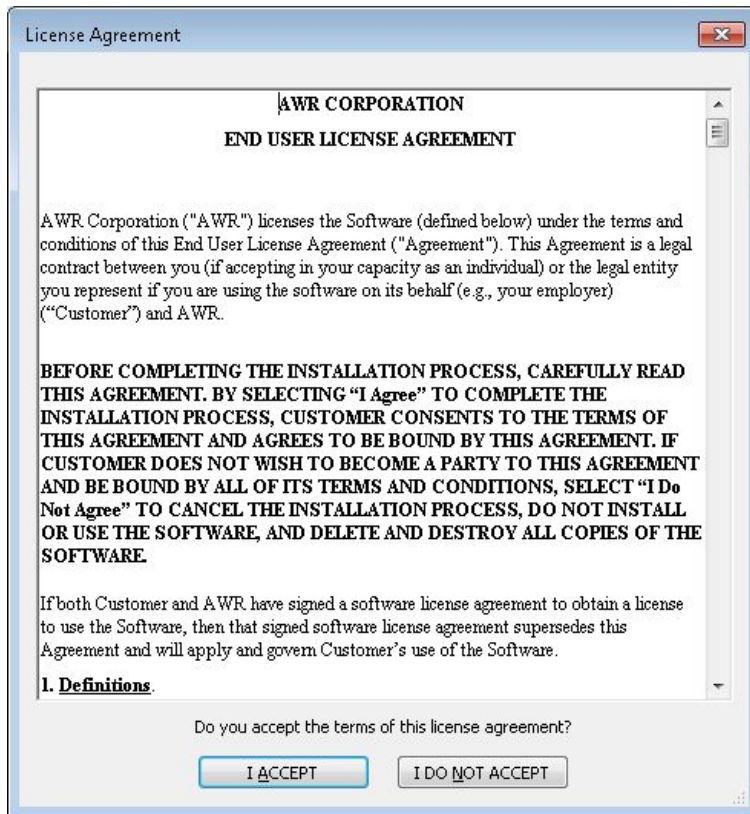 License Agreement
AWR CORPORATION
END USER LICENSE AGREEMENT
AWR Corporation ("AWR") licenses the Software (defined below) under the terms and
conditions of this End User License Agreement ("Agreement"). This Agreement is a legal
contract between you (if accepting in your capacity as an individual) or the legal entity
you represent if you are using the software on its behalf (e.g., your employer)
(“Customer”) and AWR.
BEFORE COMPLETING THE INSTALLATION PROCESS, CAREFULLY READ
THIS AGREEMENT. BY SELECTING “I Agree” TO COMPLETE THE
INSTALLATION PROCESS, CUSTOMER CONSENTS TO THE TERMS OF
THIS AGREEMENT AND AGREES TO BE BOUND BY THIS AGREEMENT. IF
CUSTOMER DOES NOT WISH TO BECOME A PARTY TO THIS AGREEMENT
AND BE BOUND BY ALL OF ITS TERMS AND CONDITIONS, SELECT “I Do
Not Agree” TO CANCEL THE INSTALLATION PROCESS, DO NOT INSTALL
OR USE THE SOFTWARE, AND DELETE AND DESTROY ALL COPIES OF THE
SOFTWARE.
If both Customer and AWR have signed a software license agreement to obtain a license
to use the Software, then that signed software license agreement supersedes this
Agreement and will apply and govern Customer’s use of the Software.
1. Definitions.
Do you accept the terms of this license agreement?
I ACCEPT I DO NOT ACCEPT